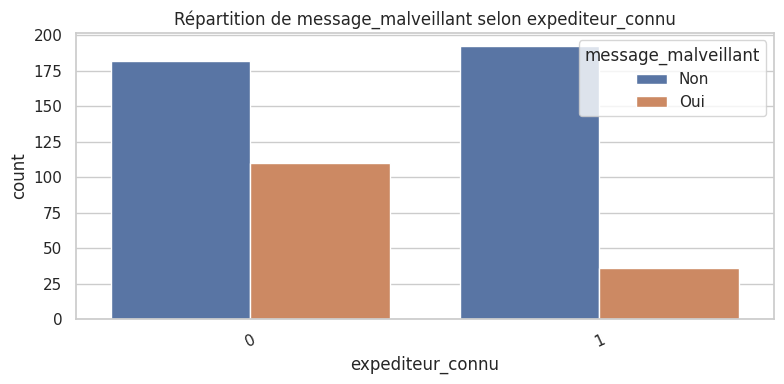 Répartition de message_malveillant selon expediteur_connu
200
175
150
125
100
75
50
25
0
count
message_malveillant
Non
Oui
0
1
expediteur_connu